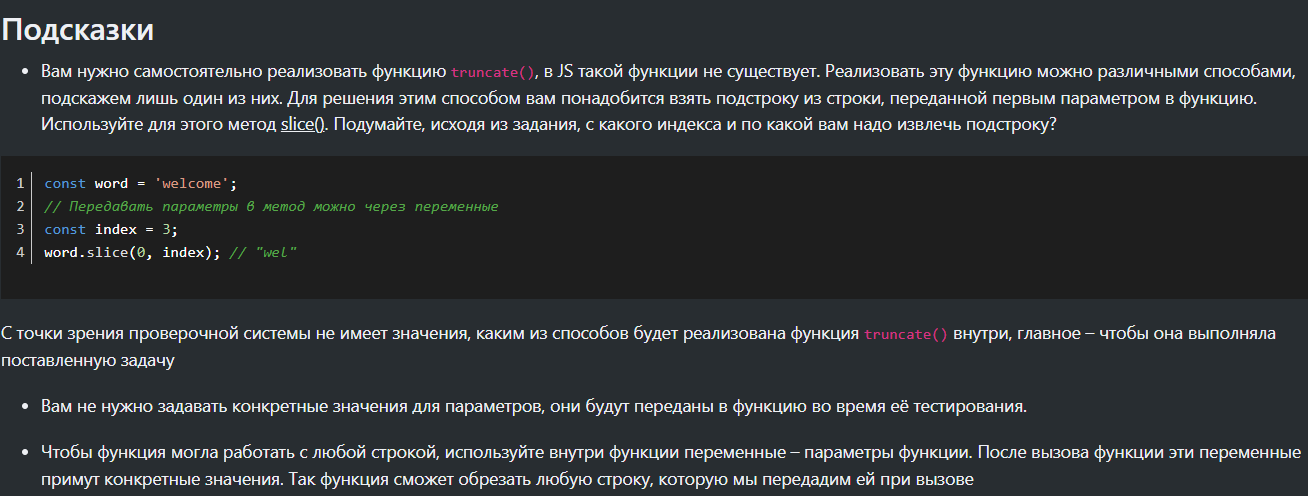 Подсказки
• Вам нужно самостоятельно реализовать функцию truncate(), в JS такой функции не существует. Реализовать эту функцию можно различными способами,
подскажем лишь один из них. Для решения этим способом вам понадобится взять подстроку из строки, переданной первым параметром в функцию.
Используйте для этого метод slice(). Подумайте, исходя из задания, с какого индекса и по какой вам надо извлечь подстроку?
1 const word = 'welcome';
2 // Передавать параметры в метод можно через переменные
3 const index = 3;
4 word.slice(0, index); // "wel"
С точки зрения проверочной системы не имеет значения, каким из способов будет реализована функция truncate() внутри, главное – чтобы она выполняла
поставленную задачу
• Вам не нужно задавать конкретные значения для параметров, они будут переданы в функцию во время её тестирования.
• Чтобы функция могла работать с любой строкой, используйте внутри функции переменные – параметры функции. После вызова функции эти переменные
примут конкретные значения. Так функция сможет обрезать любую строку, которую мы передадим ей при вызове